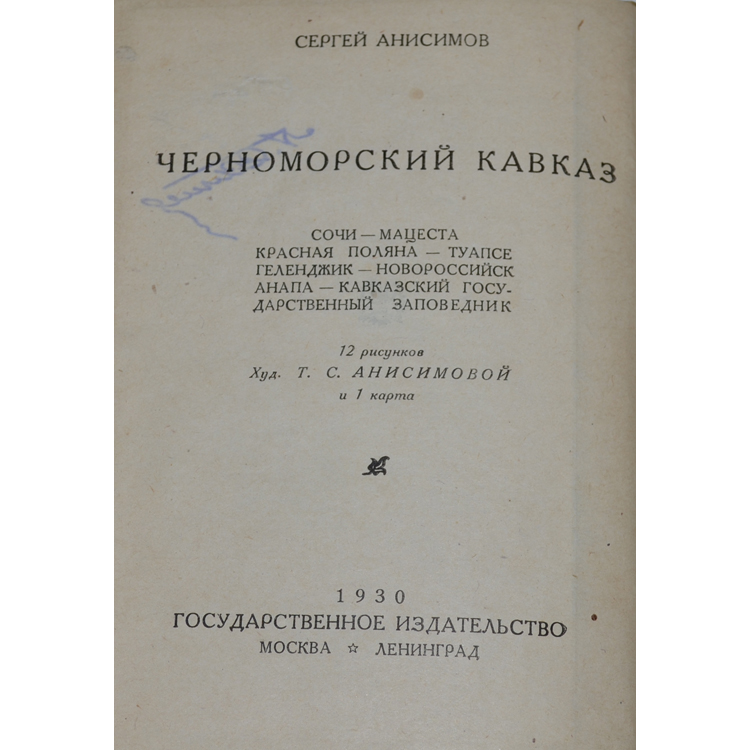 СЕРГЕЙ АНИСИМОВ
ЧЕРНОМОРСКИЙ КАВКАЗ
СОЧИ — МАЦЕСТА
КРАСНАЯ ПОЛЯНА — ТУАПСЕ
ГЕЛЕНДЖИК — НОВОРОССИЙСК
АНАПА — КАВКАЗСКИЙ ГОСУ-
ДАРСТВЕННЫЙ ЗАПОВЕДНИК
12 рисунков
Худ. Т. С. АНИСИМОВОЙ
и 1 карта
1930
ГОСУДАРСТВЕННОЕ ИЗДАТЕЛЬСТВО
МОСКВА ☆ ЛЕНИНГРАД